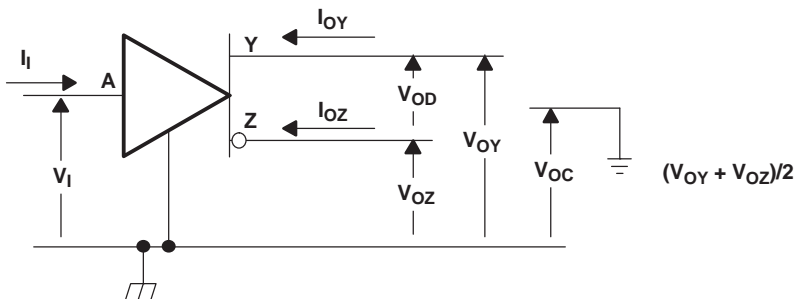 I_OY
I_I
A
Y
V_OD
I_OZ
Z
V_OY
V_I
V_OZ
V_OC
(V_OY + V_OZ)/2